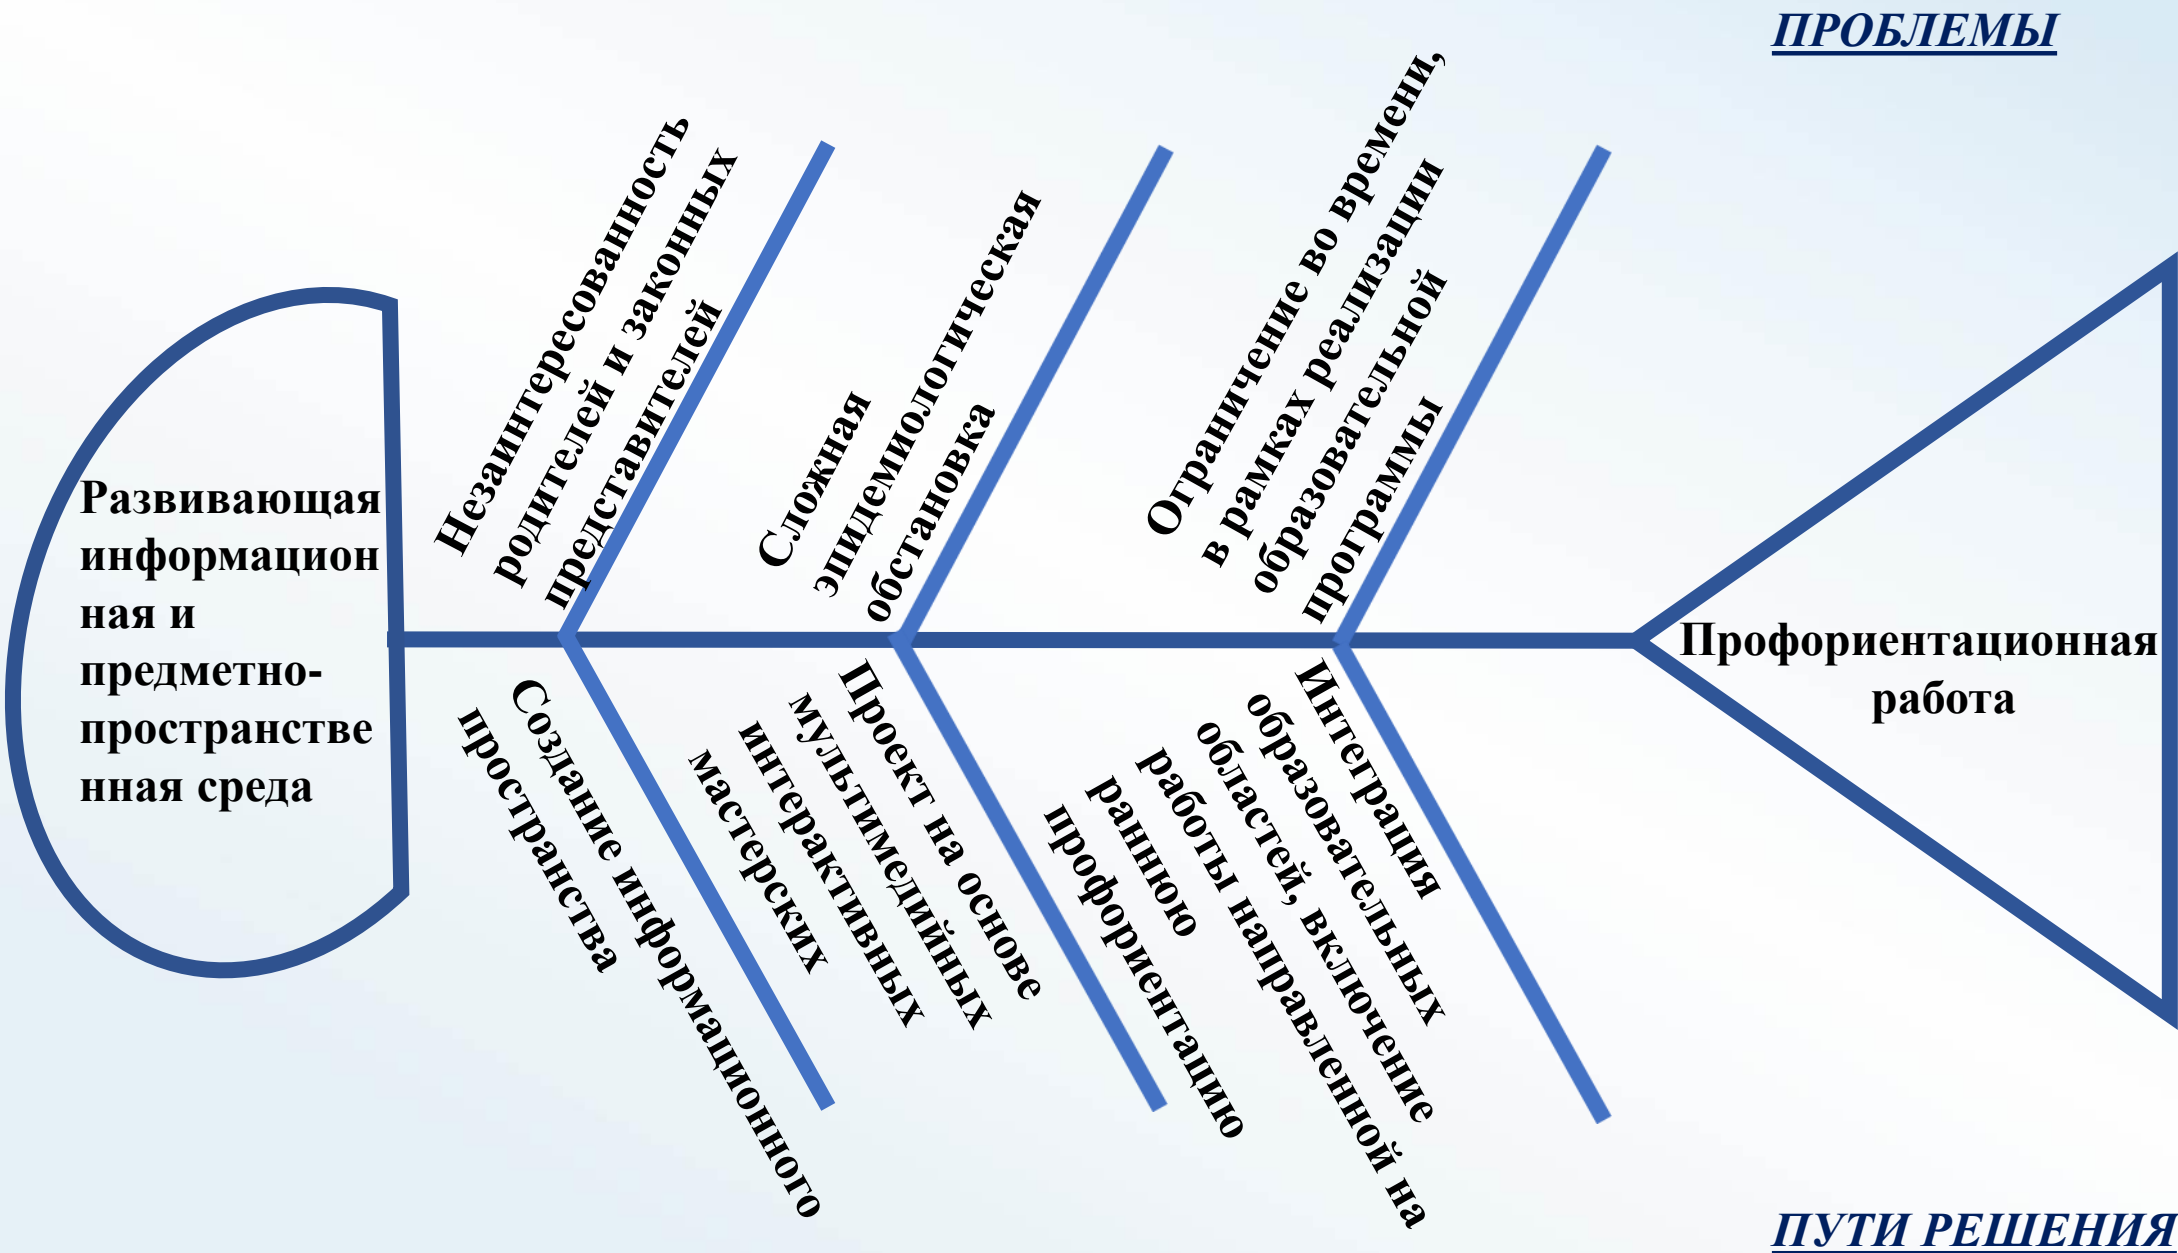 ПРОБЛЕМЫ
Незаинтересованность
родителей и законных
представителей
Сложная
эпидемиологическая
обстановка
Ограничение во времени,
в рамках реализации
образовательной
программы
Развивающая
информацион
ная и
предметно-
пространстве
нная среда
Профориентационная
работа
Создание информационного
пространства
Проект на основе
мультимедийных
интерактивных
мастерских
Интеграция
образовательных
областей, включение
работы направленной на
раннюю
профориентацию
ПУТИ РЕШЕНИЯ